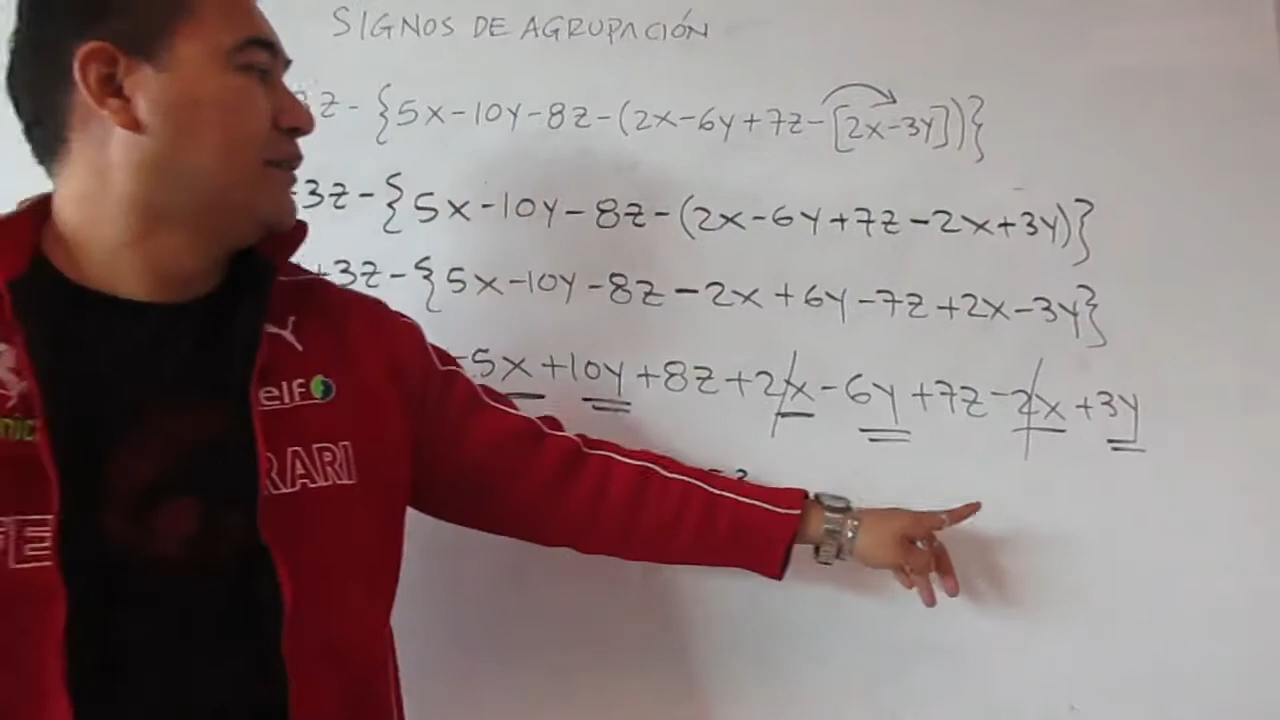 SIGNOS DE AGRUPACIÓN
3z-{5x-10y-8z-(2x-6y+7z-[2x-3y])}
3z-{5x-10y-8z-(2x-6y+7z-2x+3y)}
+3z-{5x-10y-8z-2x+6y-7z+2x-3y}
-5x+10y+8z+2x-6y+7z-2x+3y
elF
RARI